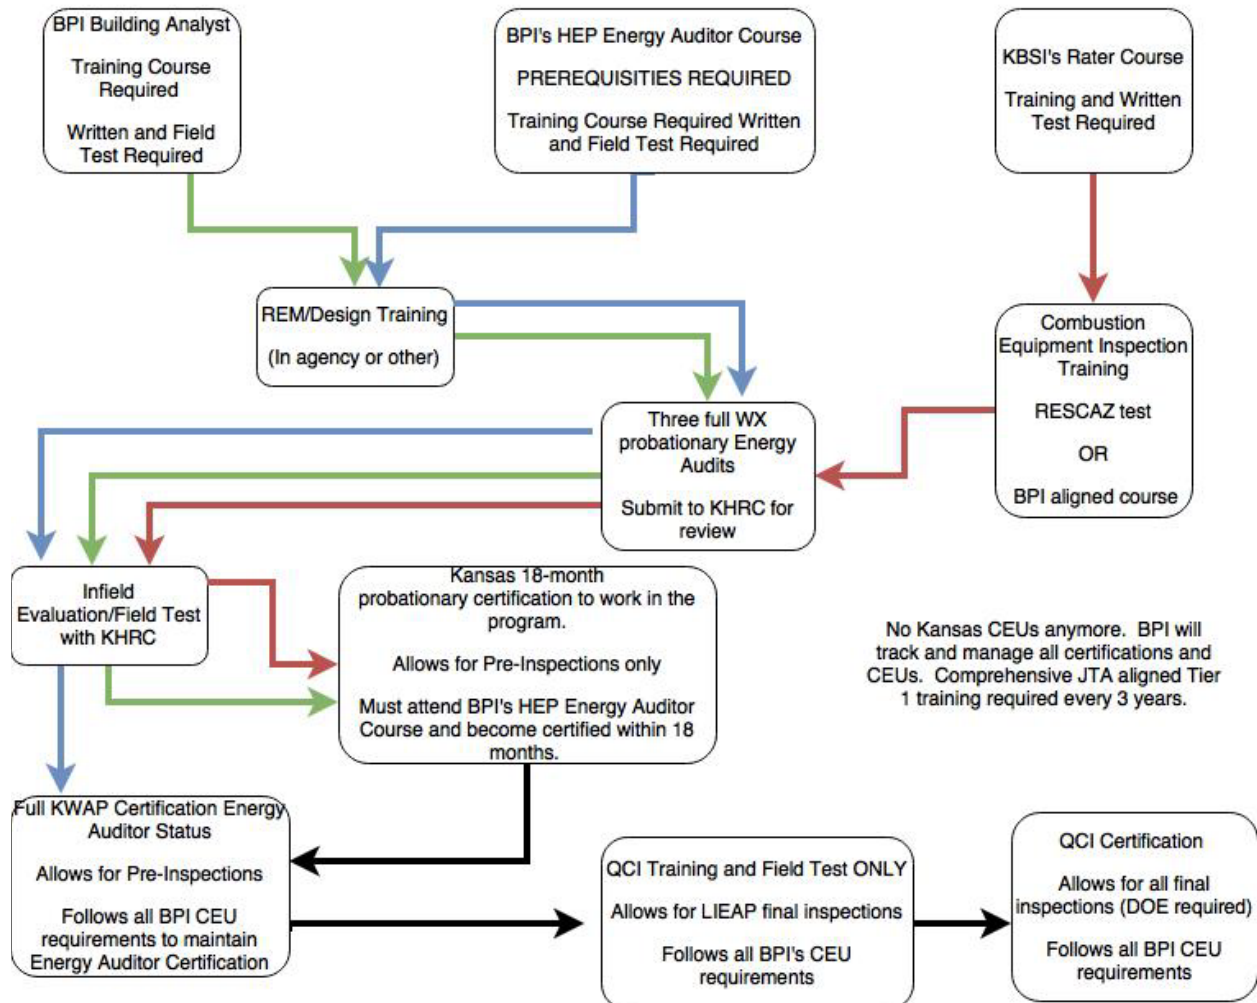 BPI Building Analyst
Training Course
Required
Written and Field
Test Required
BPI's HEP Energy Auditor Course
PREREQUISITIES REQUIRED
Training Course Required Written
and Field Test Required
KBSI's Rater Course
Training and Written
Test Required
REM/Design Training
(In agency or other)
Combustion
Equipment Inspection
Training
RESCAZ test
OR
BPI aligned course
Three full WX
probationary Energy
Audits
Submit to KHRC for
review
Infield
Evaluation/Field Test
with KHRC
Kansas 18-month
probationary certification to work in the
program.
Allows for Pre-Inspections only
Must attend BPI's HEP Energy Auditor
Course and become certified within 18
months.
No Kansas CEUs anymore. BPI will
track and manage all certifications and
CEUs. Comprehensive JTA aligned Tier
1 training required every 3 years.
Full KWAP Certification Energy
Auditor Status
Allows for Pre-Inspections
Follows all BPI CEU
requirements to maintain
Energy Auditor Certification
QCI Training and Field Test ONLY
Allows for LIEAP final inspections
Follows all BPI's CEU
requirements
QCI Certification
Allows for all final
inspections (DOE required)
Follows all BPI CEU
requirements